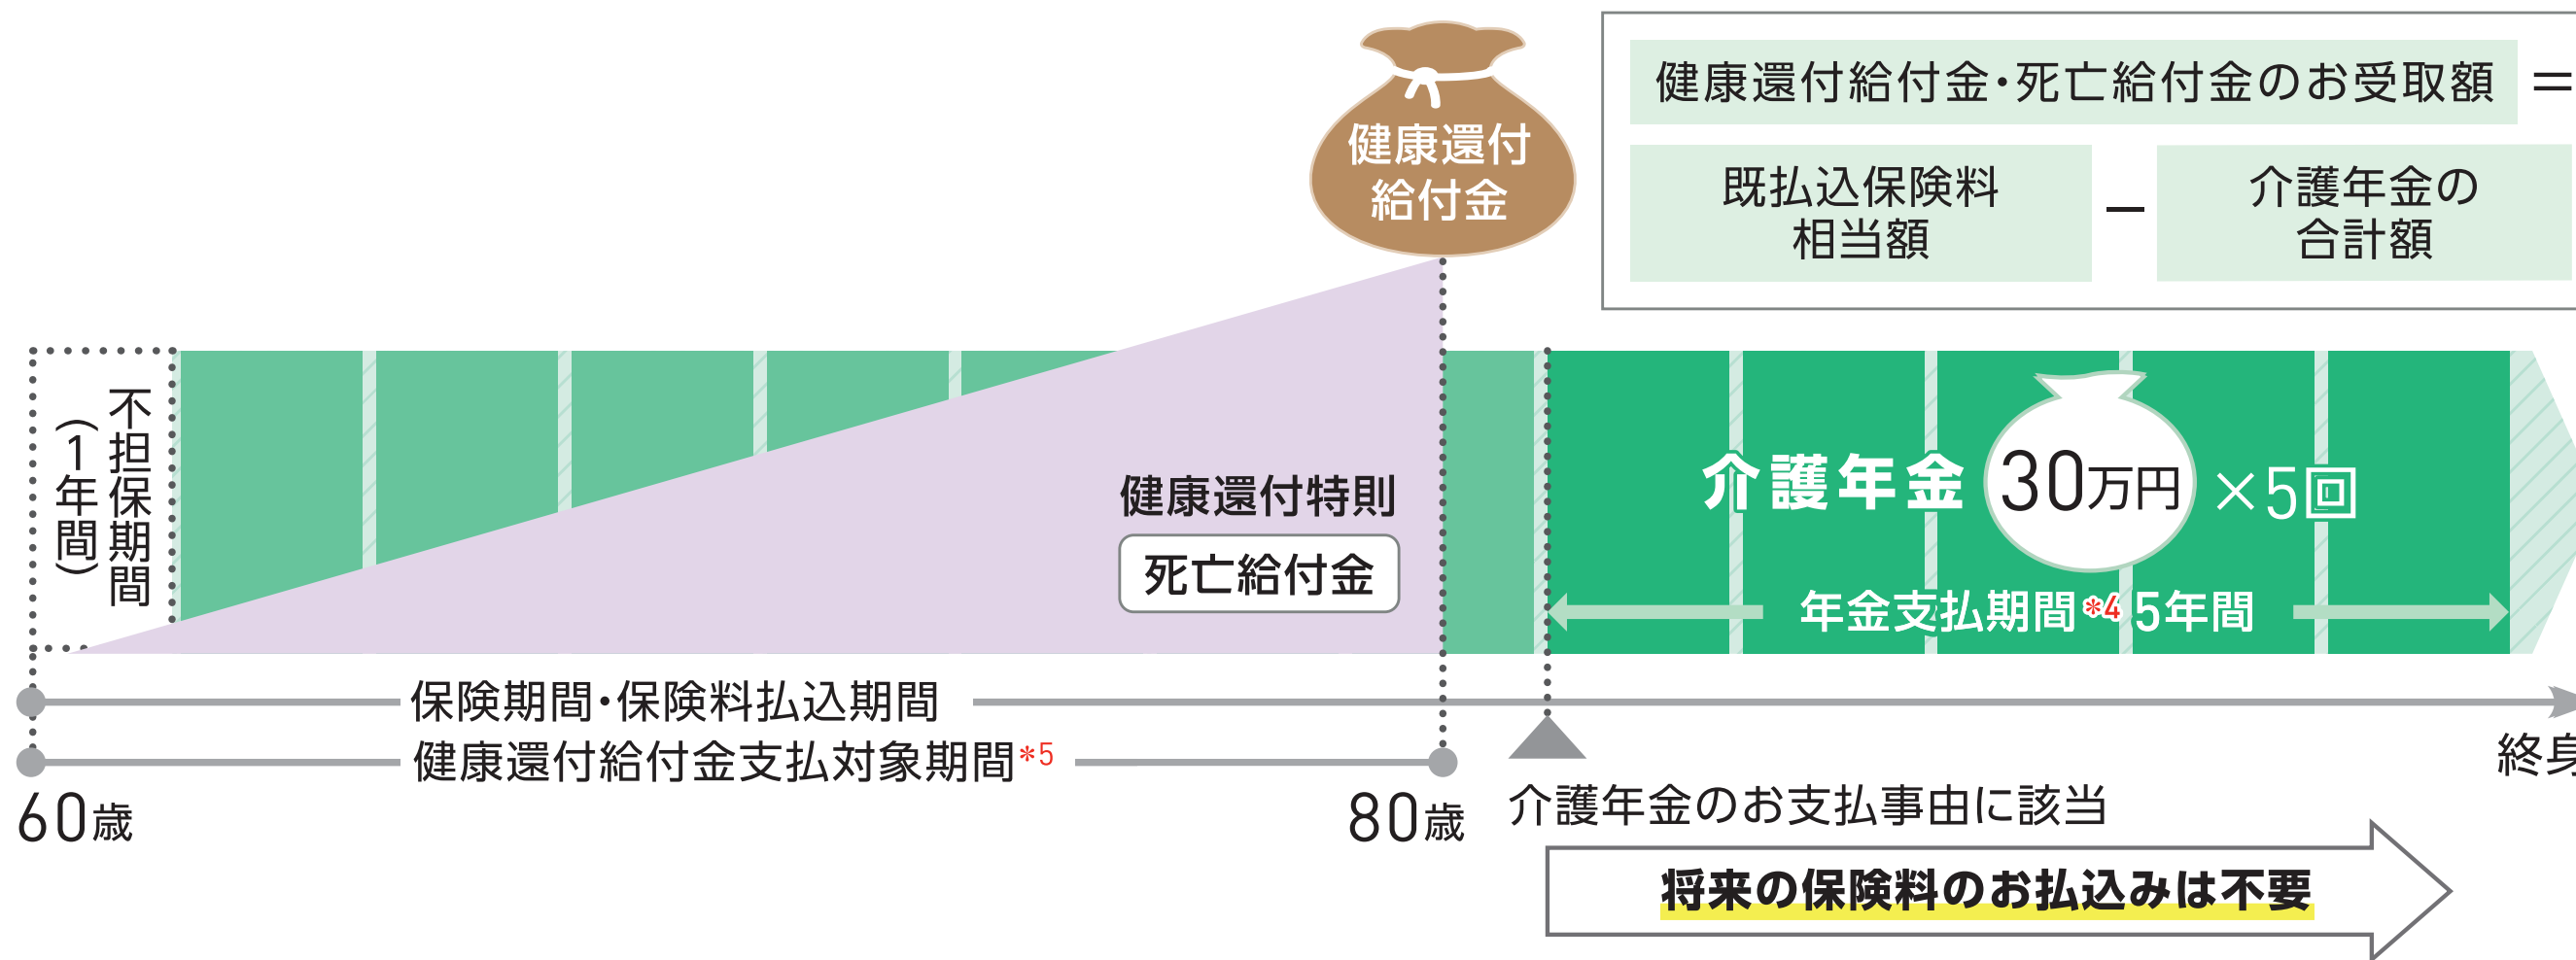 健康還付
給付金
健康還付給付金・死亡給付金のお受取額 =
既払込保険料
相当額
−
介護年金の
合計額
不担保期間
（1年間）
健康還付特則
死亡給付金
介護年金 30万円 ×5回
年金支払期間*4 5年間
保険期間・保険料払込期間
健康還付給付金支払対象期間*5
終身
60歳
80歳
介護年金のお支払事由に該当
将来の保険料のお払込みは不要